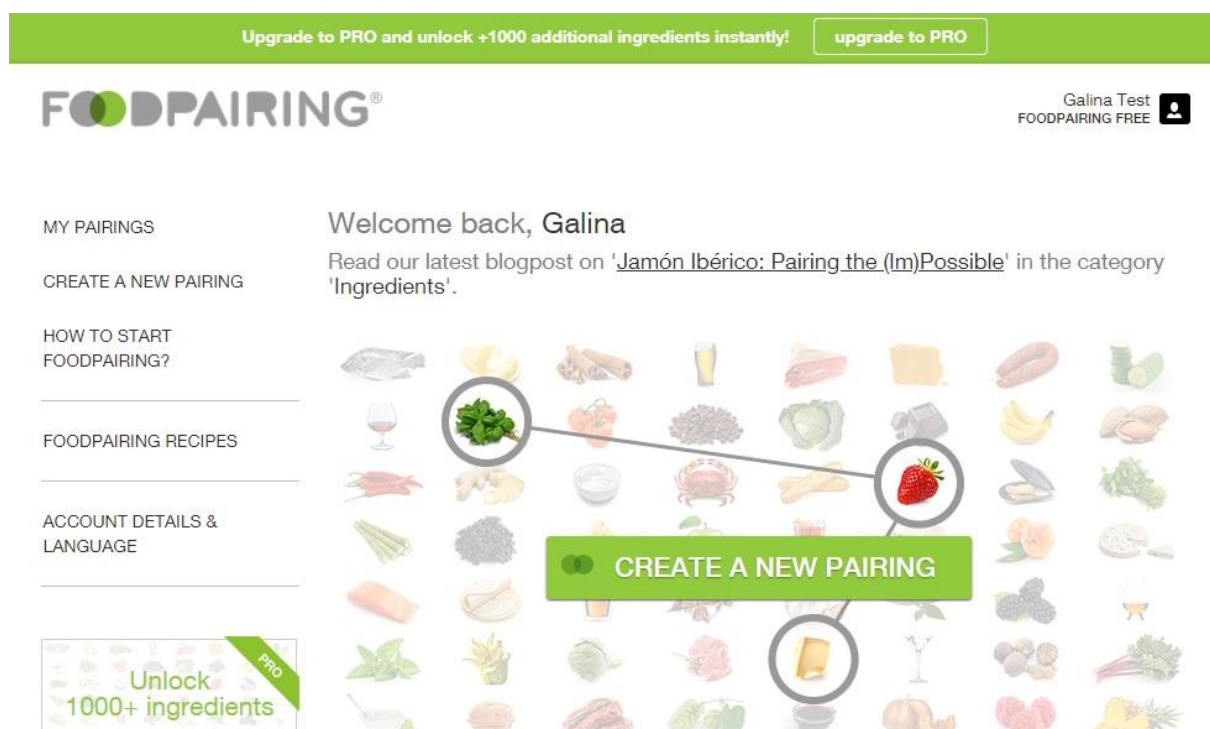 Upgrade to PRO and unlock +1000 additional ingredients instantly! upgrade to PRO
FOODPAIRING®
Galina Test
FOODPAIRING FREE
MY PAIRINGS
CREATE A NEW PAIRING
HOW TO START
FOODPAIRING?
FOODPAIRING RECIPES
ACCOUNT DETAILS &
LANGUAGE
PRO
Unlock
1000+ ingredients
Welcome back, Galina
Read our latest blogpost on 'Jamón Ibérico: Pairing the (Im)Possible' in the category
'Ingredients'.
CREATE A NEW PAIRING